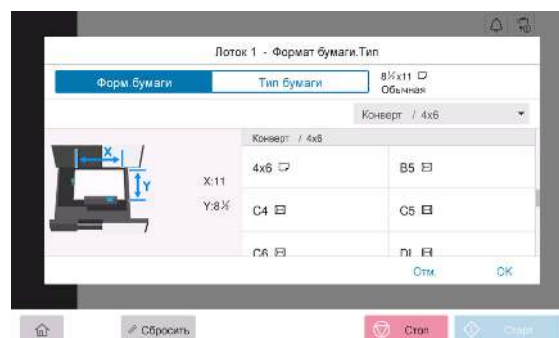 Лоток 1 - Формат бумаги.Тип
Форм.бумаги
Тип бумаги
8½x11
Обычная
Конверт / 4x6
Конверт / 4x6
X
Y
X:11
Y:8½
4x6
B5
C4
C5
C6
DL
Отм.
OK
Сбросить
Стоп
Старт